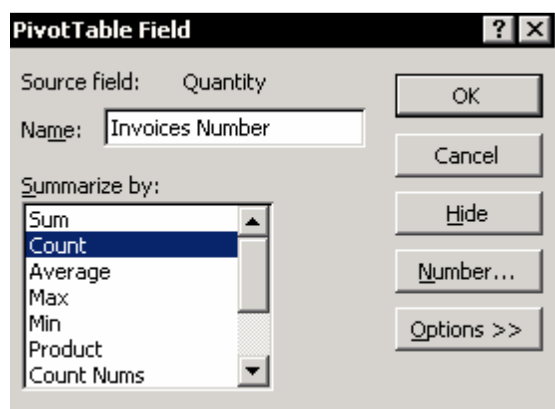 PivotTable Field
Source field: Quantity
Name: Invoices Number
Summarize by:
Sum
Count
Average
Max
Min
Product
Count Nums
OK
Cancel
Hide
Number...
Options >>